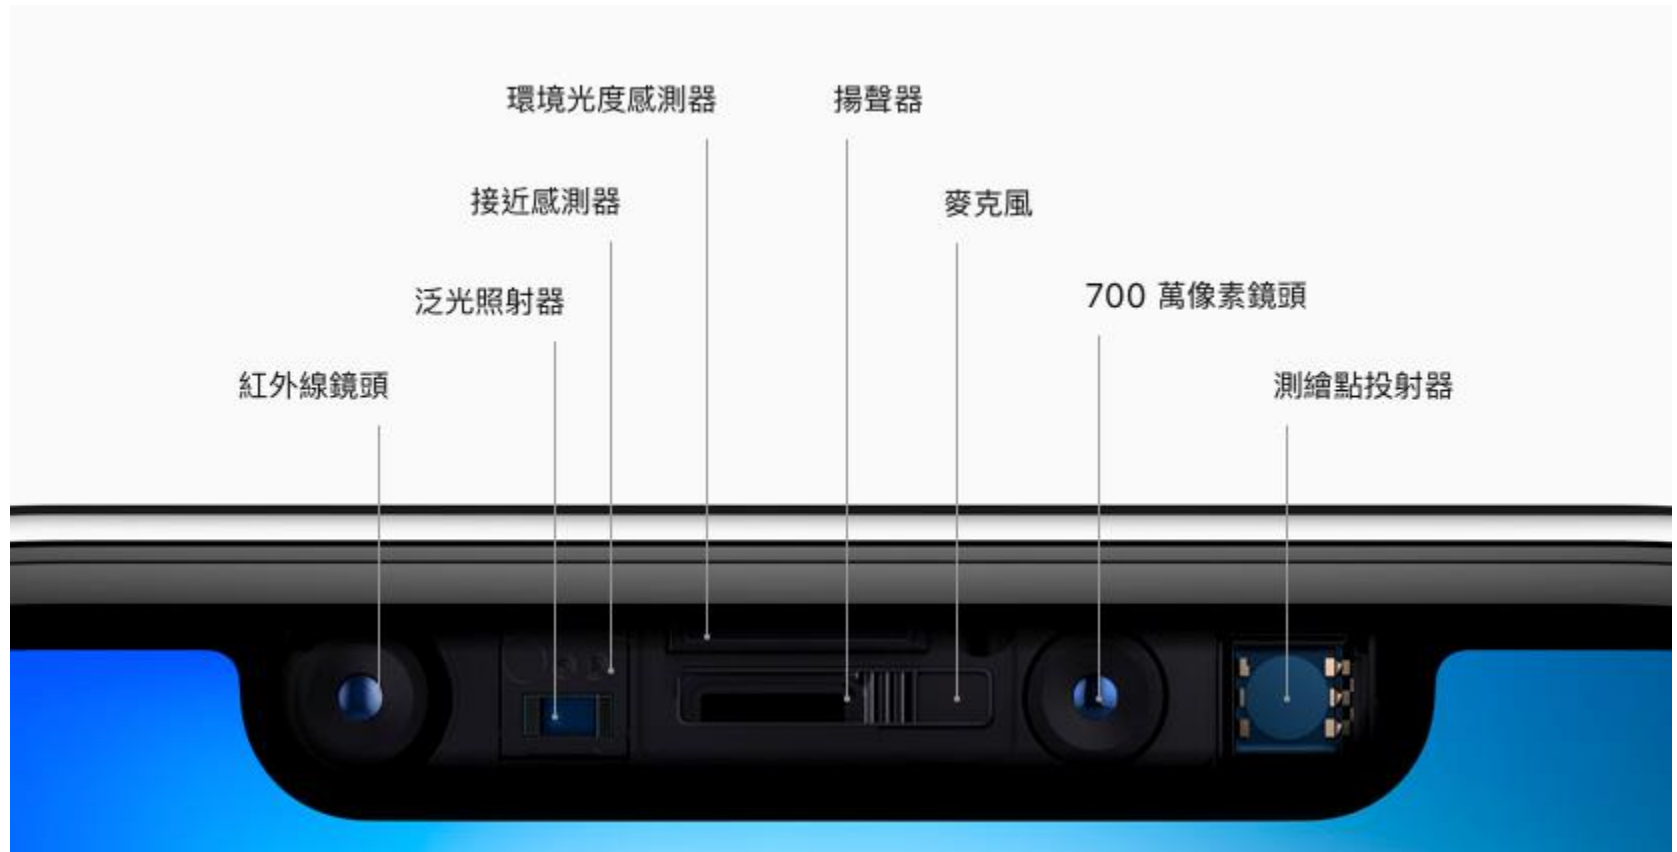 環境光度感測器
揚聲器
接近感測器
麥克風
泛光照射器
700 萬像素鏡頭
紅外線鏡頭
測繪點投射器